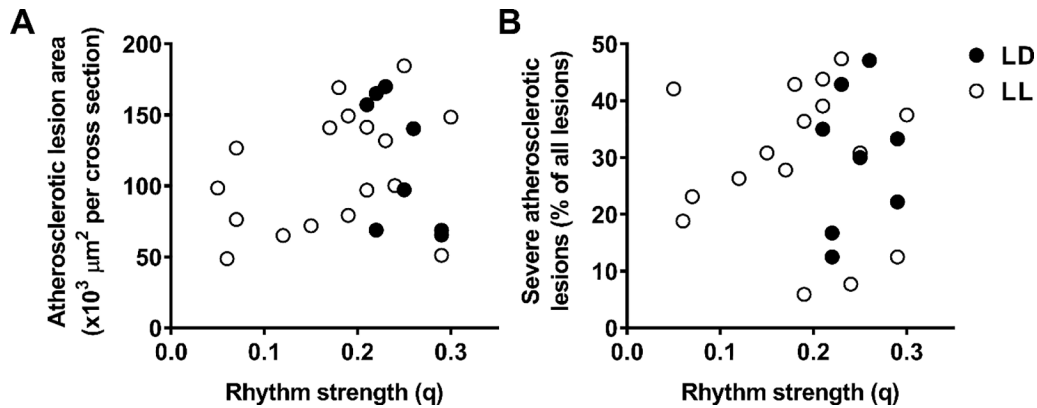 A
Atherosclerotic lesion area
(x10³ μm² per cross section)
200
150
100
50
0
0.0 0.1 0.2 0.3
Rhythm strength (q)
B
Severe atherosclerotic
lesions (% of all lesions)
50
40
30
20
10
0
0.0 0.1 0.2 0.3
Rhythm strength (q)
LD
LL